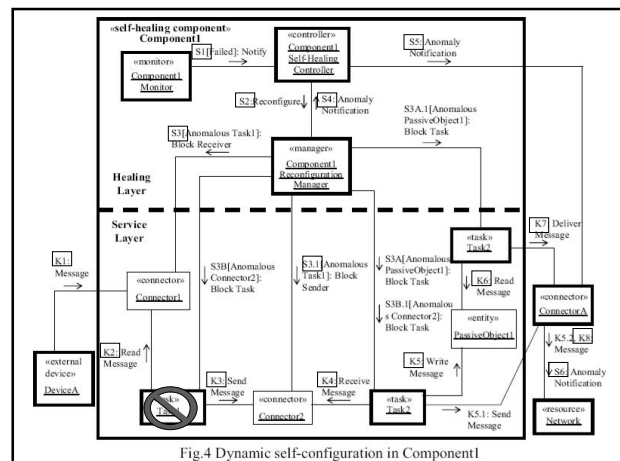 «self-healing component»
Component1
S1[Failed]: Notify
«controller»
Component1
Self-Healing
Controller
S5: Anomaly
Notification
«monitor»
Component1
Monitor
S2:Reconfigure
S4: Anomaly
Notification
S3A.1[Anomalous
PassiveObject1]:
Block Task
S3[Anomalous Task1]:
Block Receiver
«manager»
Component1
Reconfiguration
Manager
Healing
Layer
Service
Layer
K7: Deliver
Message
K1:
Message
«connector»
Connector1
S3B[Anomalous
Connector2]:
Block Task
S3.1[Anomalous
Task1]: Block
Sender
S3A[Anomalous
PassiveObject1]:
Block Task
S3B.1[Anomalou
s Connector2]:
Block Task
«task»
Task2
K6: Read
Message
«connector»
ConnectorA
«entity»
PassiveObject1
K5.2, K8:
Message
K2: Read
Message
«external
device»
DeviceA
K3: Send
Message
K4: Receive
Message
K5: Write
Message
S6: Anomaly
Notification
«connector»
Connector2
«task»
Task2
K5.1: Send
Message
«resource»
Network
Fig.4 Dynamic self-configuration in Component1